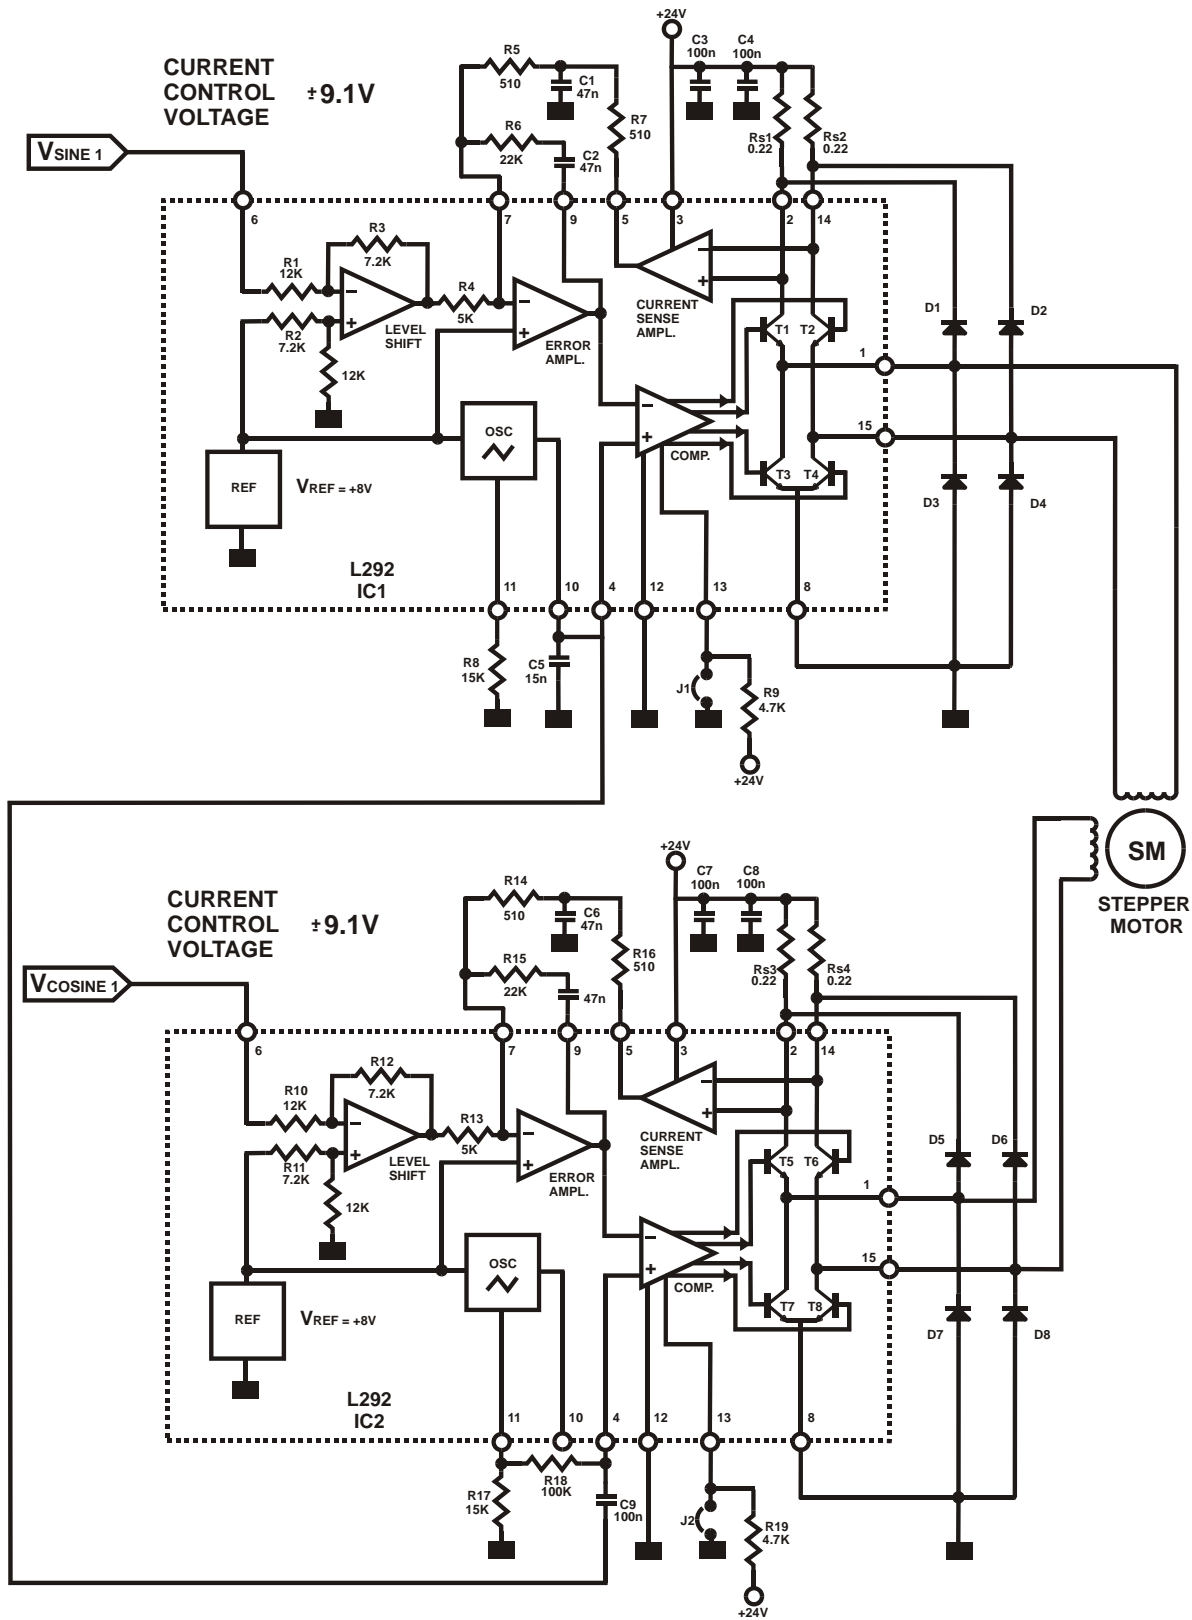 +24V
C3
100n
C4
100n
R5
510
C1
47n
CURRENT
CONTROL
VOLTAGE
±9.1V
R7
510
R6
22K
C2
47n
Rs1
0.22
Rs2
0.22
VSINE 1
6
7
9
5
3
2
14
R3
7.2K
R1
12K
−
+
R4
5K
−
+
−
+
R2
7.2K
LEVEL
SHIFT
ERROR
AMPL.
CURRENT
SENSE
AMPL.
T1
T2
D1
D2
1
12K
−
+
COMP.
OSC
15
REF
VREF = +8V
T3
T4
D3
D4
L292
IC1
11
10
4
12
13
8
R8
15K
C5
15n
J1
R9
4.7K
+24V
SM
STEPPER
MOTOR
+24V
C7
100n
C8
100n
R14
510
C6
47n
CURRENT
CONTROL
VOLTAGE
±9.1V
R16
510
R15
22K
47n
Rs3
0.22
Rs4
0.22
VCOSINE 1
6
7
9
5
3
2
14
R12
7.2K
R10
12K
−
+
R13
5K
−
+
−
+
R11
7.2K
LEVEL
SHIFT
ERROR
AMPL.
CURRENT
SENSE
AMPL.
T5
T6
D5
D6
1
12K
−
+
COMP.
OSC
15
REF
VREF = +8V
T7
T8
D7
D8
L292
IC2
11
10
4
12
13
8
R18
100K
R17
15K
C9
100n
J2
R19
4.7K
+24V